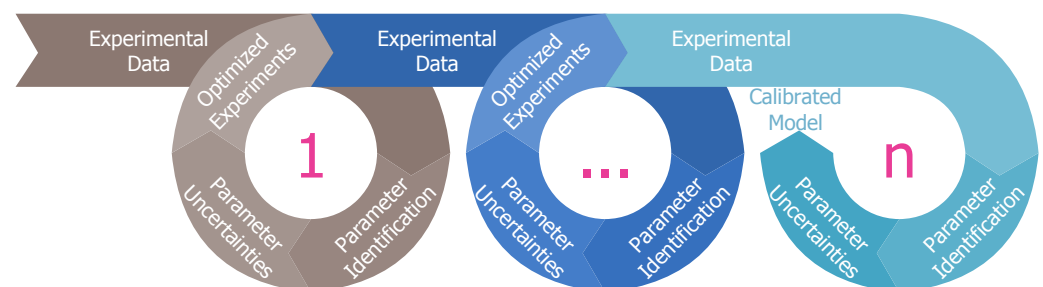 Experimental
Data
Optimized
Experiments
1
Parameter
Identification
Parameter
Uncertainties
Experimental
Data
Optimized
Experiments
...
Parameter
Identification
Parameter
Uncertainties
Experimental
Data
Calibrated
Model
n
Parameter
Identification
Parameter
Uncertainties